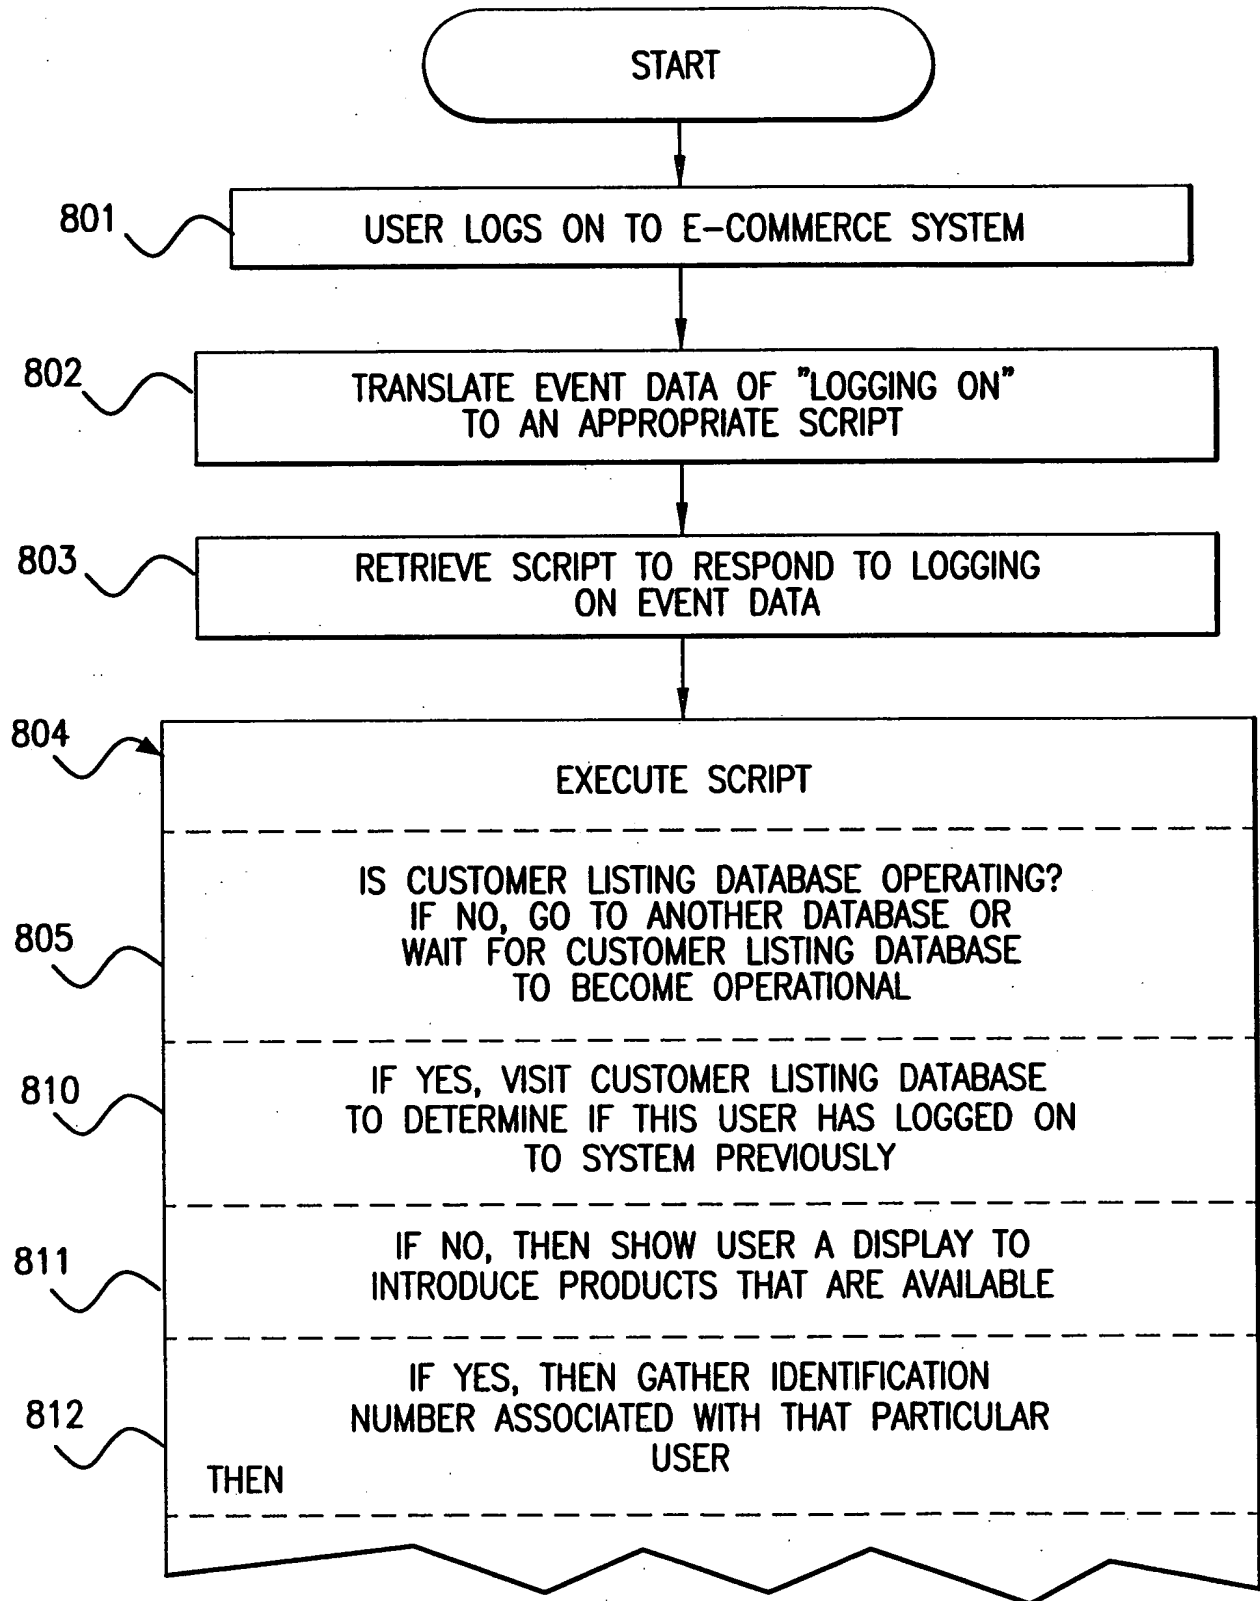 START
801
USER LOGS ON TO E-COMMERCE SYSTEM
802
TRANSLATE EVENT DATA OF "LOGGING ON"
TO AN APPROPRIATE SCRIPT
803
RETRIEVE SCRIPT TO RESPOND TO LOGGING
ON EVENT DATA
804
EXECUTE SCRIPT
805
IS CUSTOMER LISTING DATABASE OPERATING?
IF NO, GO TO ANOTHER DATABASE OR
WAIT FOR CUSTOMER LISTING DATABASE
TO BECOME OPERATIONAL
810
IF YES, VISIT CUSTOMER LISTING DATABASE
TO DETERMINE IF THIS USER HAS LOGGED ON
TO SYSTEM PREVIOUSLY
811
IF NO, THEN SHOW USER A DISPLAY TO
INTRODUCE PRODUCTS THAT ARE AVAILABLE
812
IF YES, THEN GATHER IDENTIFICATION
NUMBER ASSOCIATED WITH THAT PARTICULAR
USER
THEN